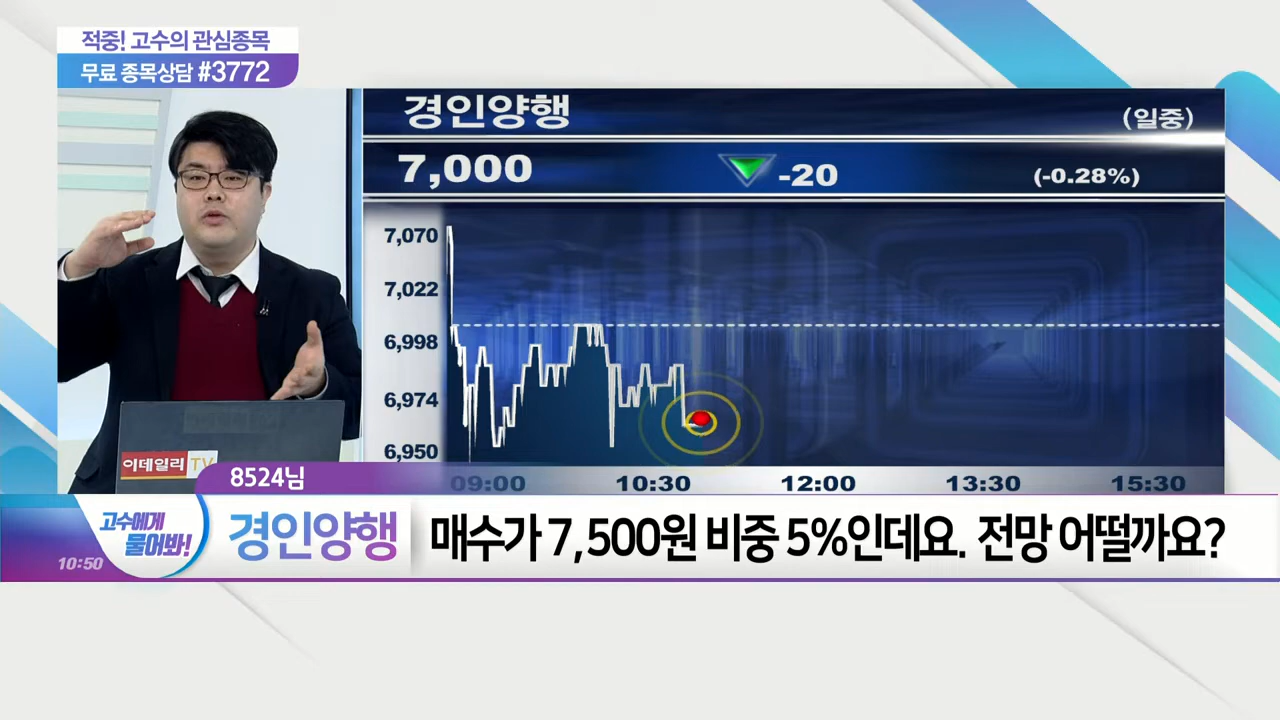 적중! 고수의 관심종목
무료 종목상담 #3772
경인양행
(일중)
7,000
-20
(-0.28%)
7,070
7,022
6,998
6,974
6,950
09:00 10:30 12:00 13:30 15:30
이데일리 TV
8524님
고수에게
물어봐!
10:50
경인양행
매수가 7,500원 비중 5%인데요. 전망 어떨까요?